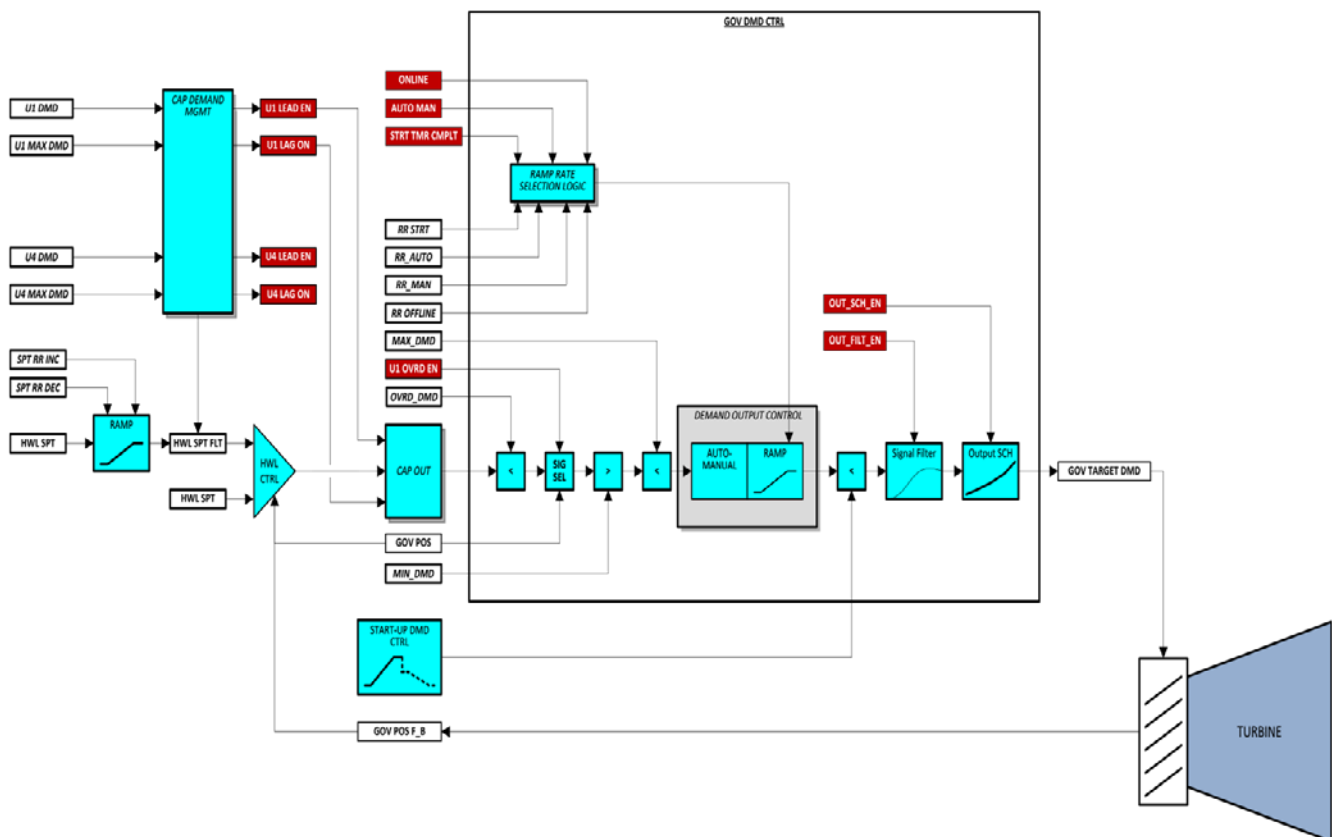 GOV DMD CTRL
ONLINE
AUTO MAN
STRT TMR CMPLT
CAP DEMAND
MGMT
U1 DMD
U1 MAX DMD
U4 DMD
U4 MAX DMD
U1 LEAD EN
U1 LAG ON
U4 LEAD EN
U4 LAG ON
RAMP RATE
SELECTION LOGIC
RR STRT
RR_AUTO
RR_MAN
RR OFFLINE
MAX_DMD
U1 OVRD EN
OVRD_DMD
OUT_SCH_EN
OUT_FILT_EN
SPT RR INC
SPT RR DEC
HWL SPT
RAMP
HWL SPT FLT
HWL SPT
HWL
CTRL
CAP OUT
<
SIG
SEL
>
<
DEMAND OUTPUT CONTROL
AUTO-
MANUAL
RAMP
<
Signal Filter
Output SCH
GOV TARGET DMD
GOV POS
MIN_DMD
START-UP DMD
CTRL
GOV POS F_B
TURBINE